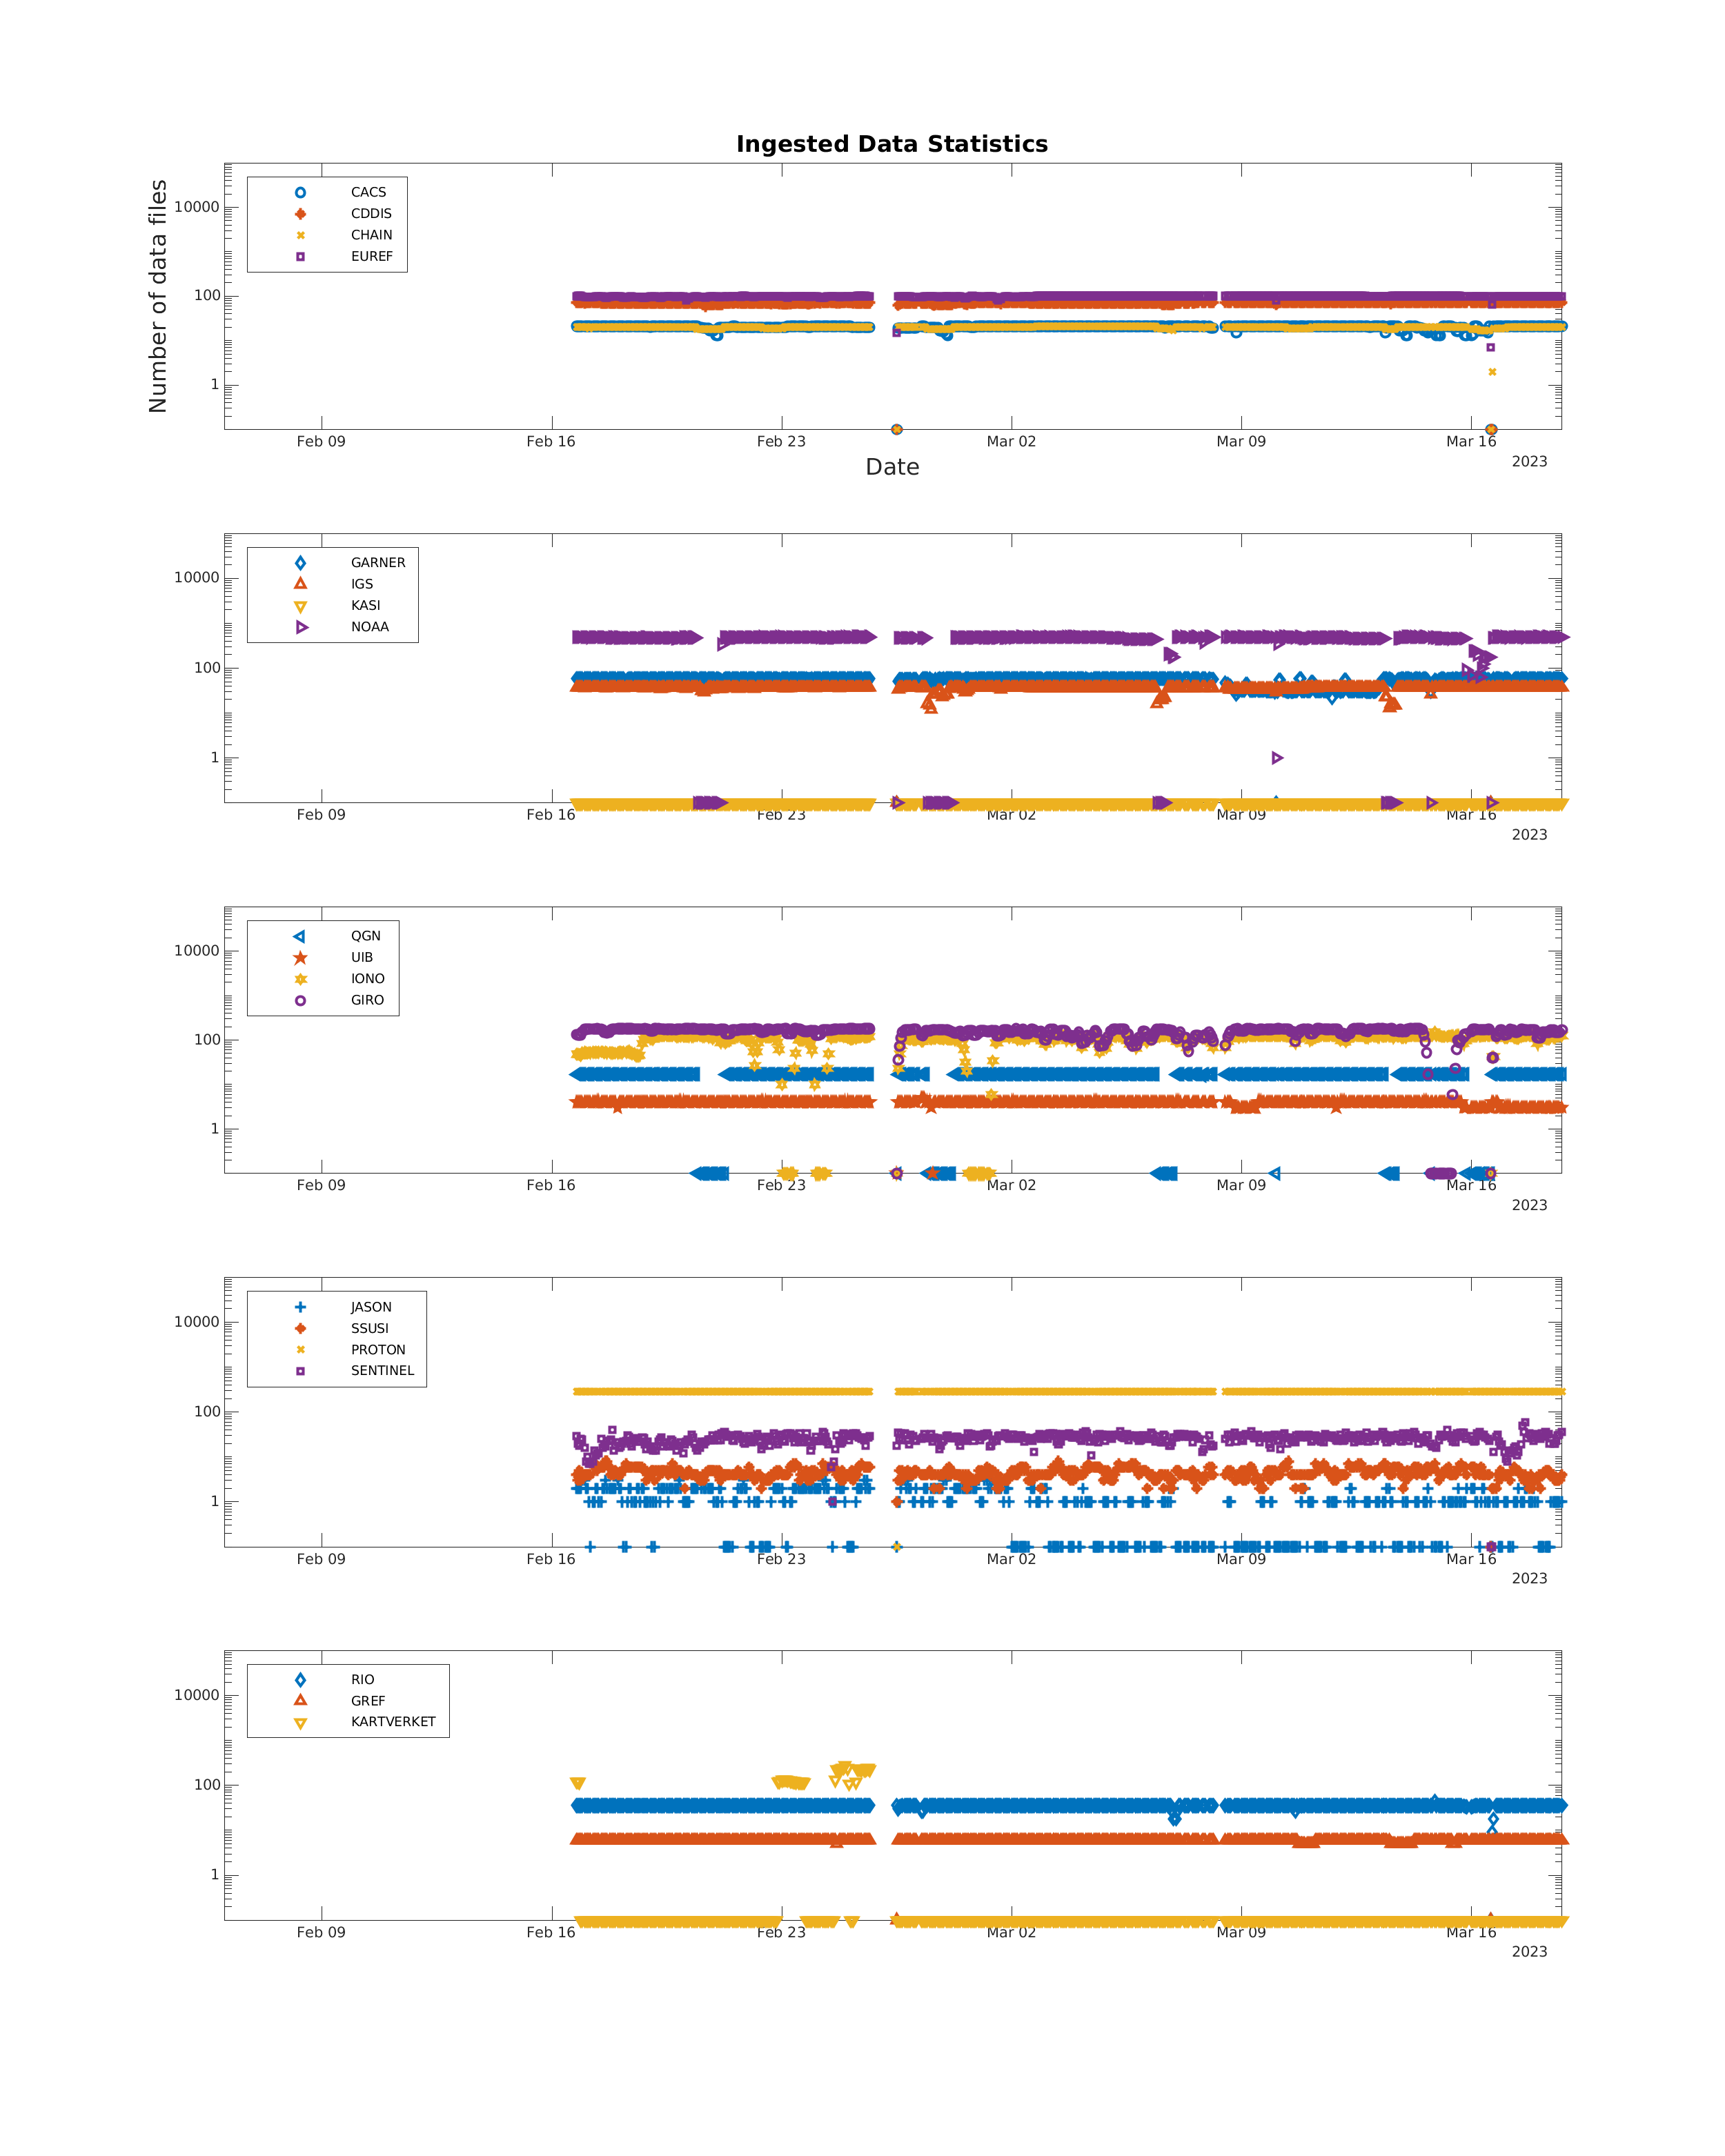 Ingested Data Statistics
Number of data files
10000
100
1
CACS
CDDIS
CHAIN
EUREF
Feb 09 Feb 16 Feb 23 Mar 02 Mar 09 Mar 16
2023
Date
10000
100
1
GARNER
IGS
KASI
NOAA
Feb 09 Feb 16 Feb 23 Mar 02 Mar 09 Mar 16
2023
10000
100
1
QGN
UIB
IONO
GIRO
Feb 09 Feb 16 Feb 23 Mar 02 Mar 09 Mar 16
2023
10000
100
1
JASON
SSUSI
PROTON
SENTINEL
Feb 09 Feb 16 Feb 23 Mar 02 Mar 09 Mar 16
2023
10000
100
1
RIO
GREF
KARTVERKET
Feb 09 Feb 16 Feb 23 Mar 02 Mar 09 Mar 16
2023